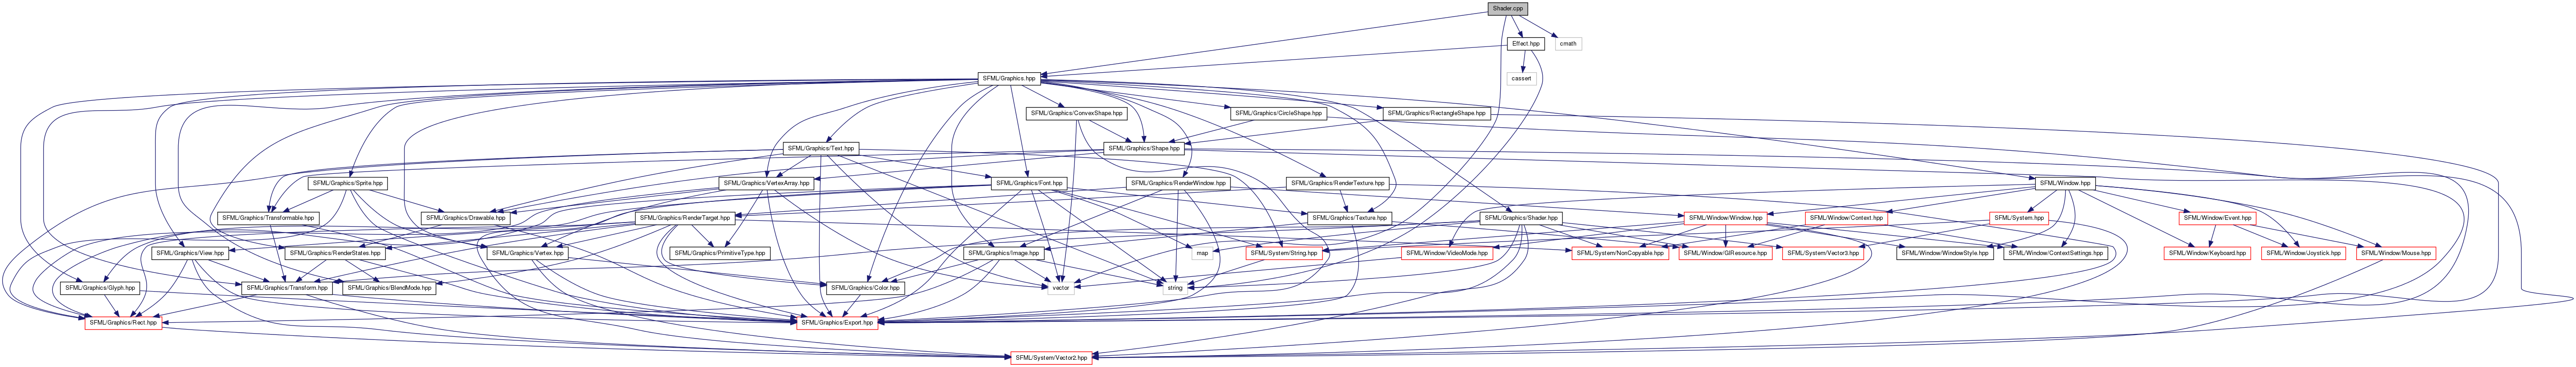 Shader.cpp
Effect.hpp
cmath
SFML/Graphics.hpp
cassert
SFML/Graphics/ConvexShape.hpp
SFML/Graphics/CircleShape.hpp
SFML/Graphics/RectangleShape.hpp
SFML/Graphics/Text.hpp
SFML/Graphics/Shape.hpp
SFML/Graphics/Sprite.hpp
SFML/Graphics/VertexArray.hpp
SFML/Graphics/Font.hpp
SFML/Graphics/RenderWindow.hpp
SFML/Graphics/RenderTexture.hpp
SFML/Window.hpp
SFML/Graphics/Transformable.hpp
SFML/Graphics/Drawable.hpp
SFML/Graphics/RenderTarget.hpp
SFML/Graphics/Texture.hpp
SFML/Graphics/Shader.hpp
SFML/Window/Window.hpp
SFML/Window/Context.hpp
SFML/System.hpp
SFML/Window/Event.hpp
SFML/Graphics/View.hpp
SFML/Graphics/RenderStates.hpp
SFML/Graphics/Vertex.hpp
SFML/Graphics/PrimitiveType.hpp
SFML/Graphics/Image.hpp
map
SFML/System/String.hpp
SFML/Window/VideoMode.hpp
SFML/System/NonCopyable.hpp
SFML/Window/GlResource.hpp
SFML/System/Vector3.hpp
SFML/Window/WindowStyle.hpp
SFML/Window/ContextSettings.hpp
SFML/Window/Keyboard.hpp
SFML/Window/Joystick.hpp
SFML/Window/Mouse.hpp
SFML/Graphics/Glyph.hpp
SFML/Graphics/Transform.hpp
SFML/Graphics/BlendMode.hpp
SFML/Graphics/Color.hpp
vector
string
SFML/Graphics/Rect.hpp
SFML/Graphics/Export.hpp
SFML/System/Vector2.hpp